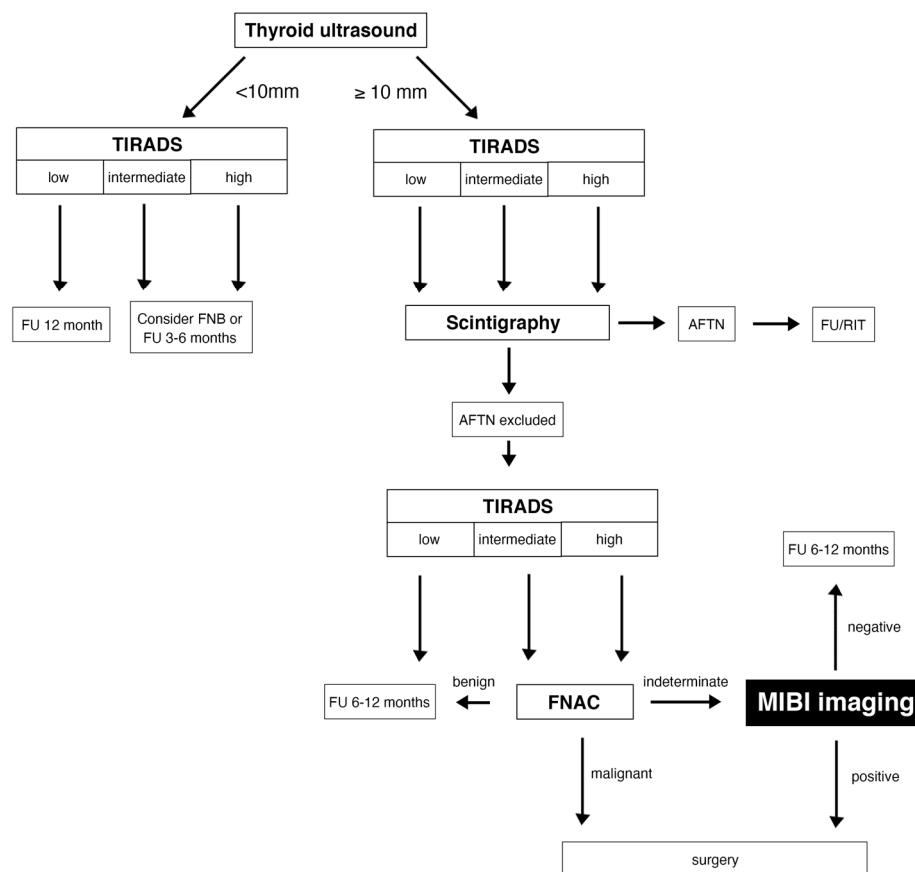 Thyroid ultrasound
<10mm
≥ 10 mm
TIRADS
low
intermediate
high
TIRADS
low
intermediate
high
FU 12 month
Consider FNB or
FU 3-6 months
Scintigraphy
AFTN
FU/RIT
AFTN excluded
TIRADS
low
intermediate
high
FU 6-12 months
negative
FU 6-12 months
benign
FNAC
indeterminate
MIBI imaging
malignant
positive
surgery